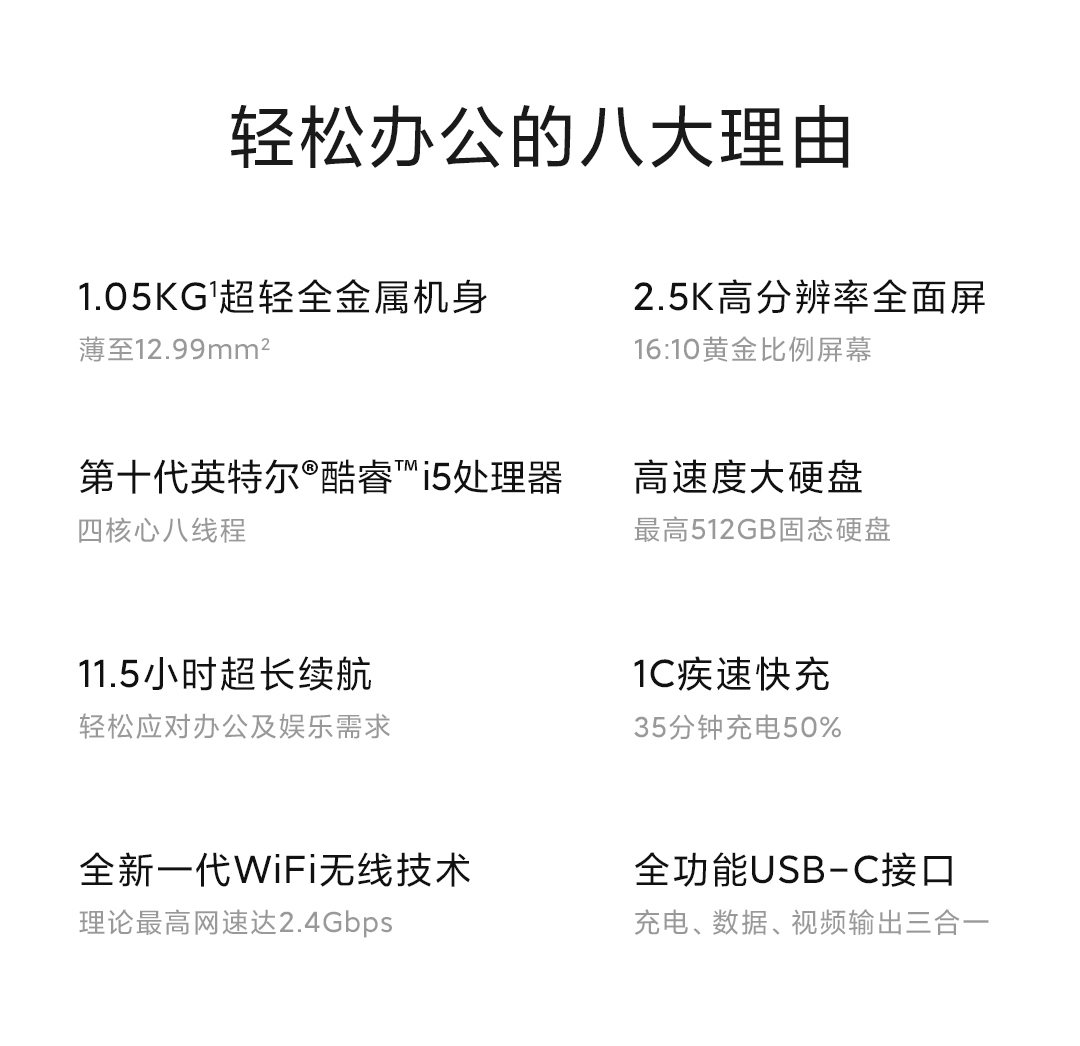 轻松办公的八大理由
1.05KG¹超轻全金属机身
薄至12.99mm²
2.5K高分辨率全面屏
16:10黄金比例屏幕
第十代英特尔®酷睿™i5处理器
四核心八线程
高速度大硬盘
最高512GB固态硬盘
11.5小时超长续航
轻松应对办公及娱乐需求
1C疾速快充
35分钟充电50%
全新一代WiFi无线技术
理论最高网速达2.4Gbps
全功能USB-C接口
充电、数据、视频输出三合一